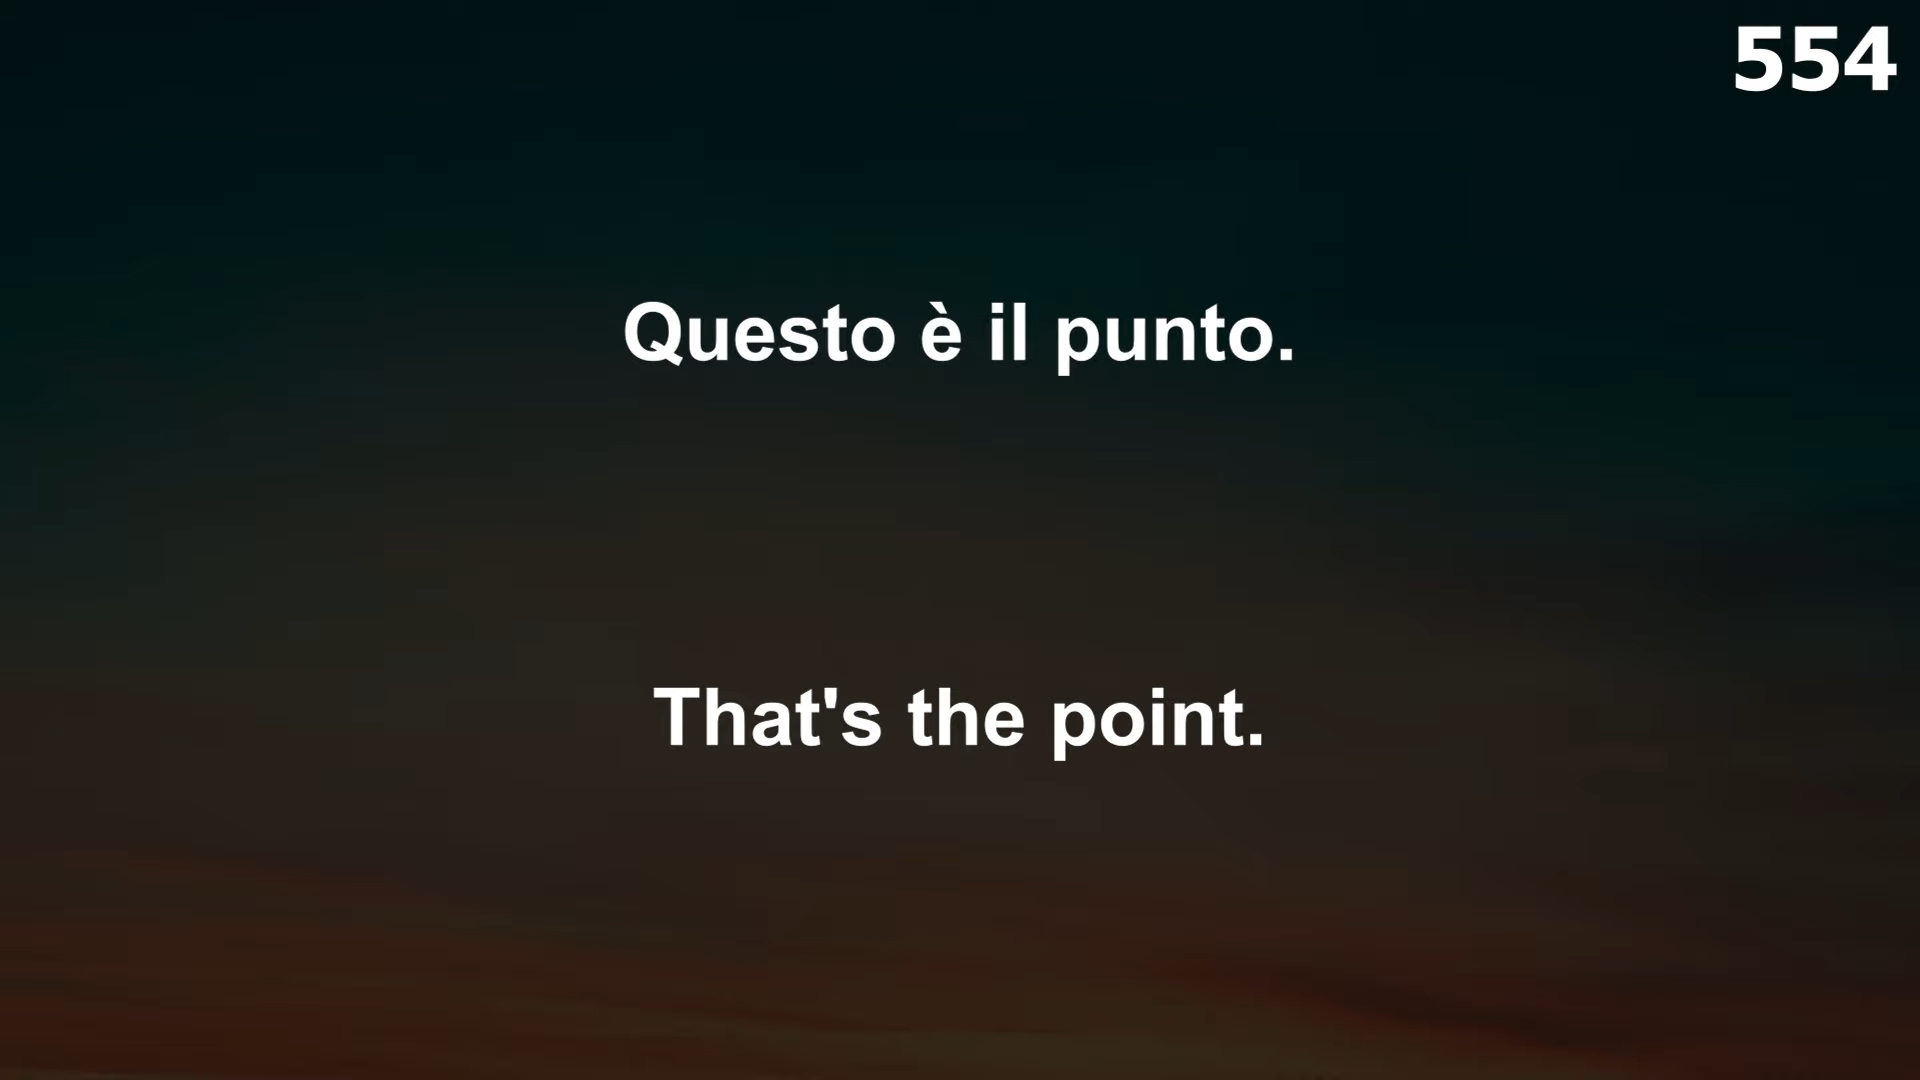 554
Questo è il punto.
That's the point.